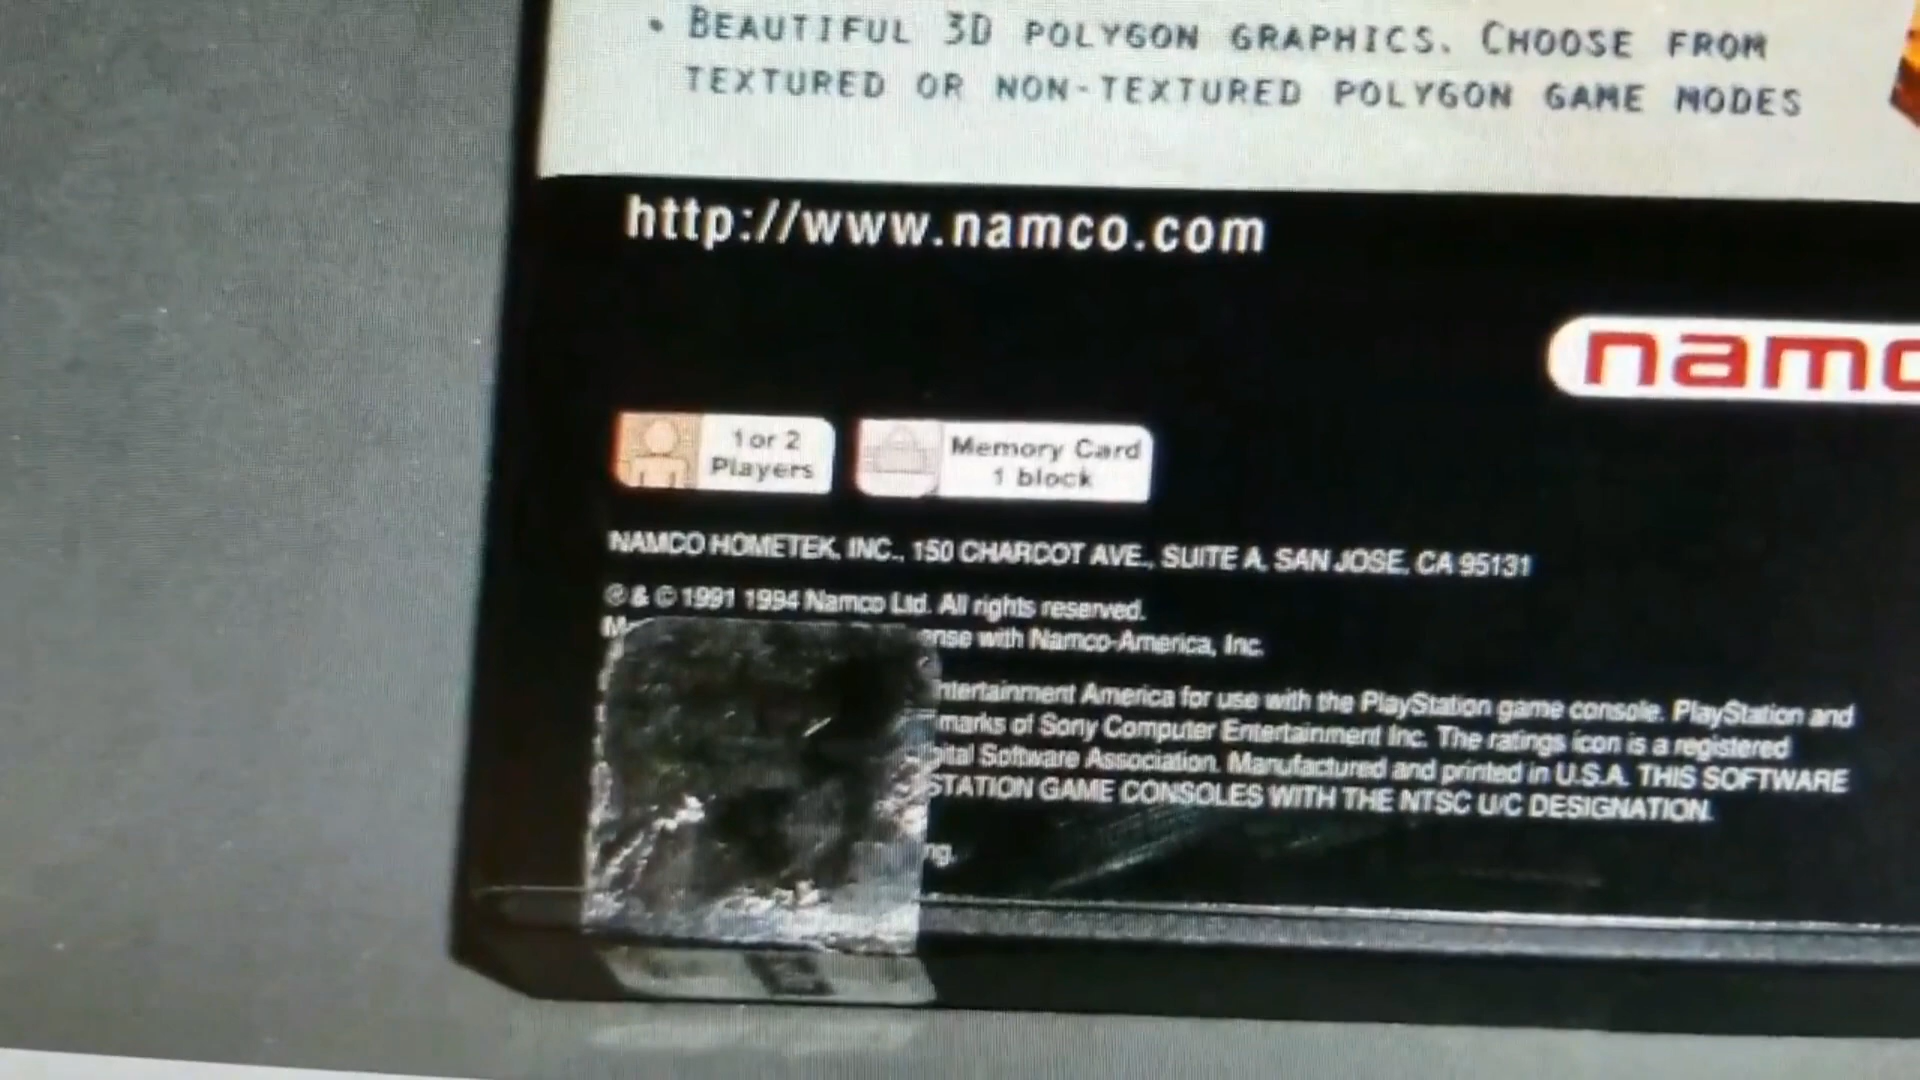 • BEAUTIFUL 3D POLYGON GRAPHICS. CHOOSE FROM
TEXTURED OR NON-TEXTURED POLYGON GAME MODES
http://www.namco.com
namc
1 or 2
Players
Memory Card
1 block
NAMCO HOMETEK, INC., 150 CHARCOT AVE., SUITE A, SAN JOSE, CA 95131
® & © 1991 1994 Namco Ltd. All rights reserved.
with Namco-America, Inc.
America for use with the PlayStation game console. PlayStation and
marks of Sony Computer Entertainment Inc. The ratings icon is a registered
Software Association. Manufactured and printed in U.S.A. THIS SOFTWARE
STATION GAME CONSOLES WITH THE NTSC U/C DESIGNATION.